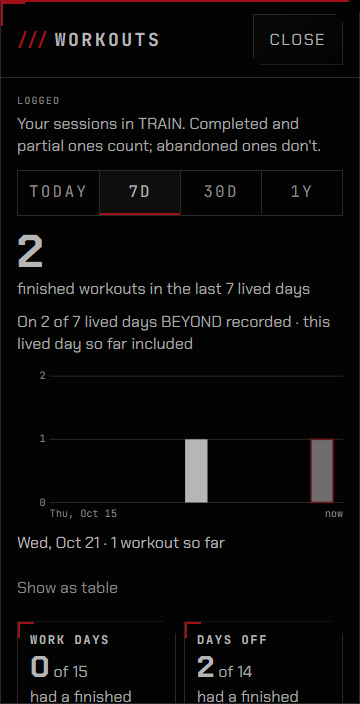 /// WORKOUTS
CLOSE
LOGGED
Your sessions in TRAIN. Completed and
partial ones count; abandoned ones don't.
TODAY 7D 30D 1Y
2
finished workouts in the last 7 lived days
On 2 of 7 lived days BEYOND recorded · this
lived day so far included
2
1
0
Thu, Oct 15 now
Wed, Oct 21 · 1 workout so far
Show as table
WORK DAYS
0 of 15
had a finished
DAYS OFF
2 of 14
had a finished